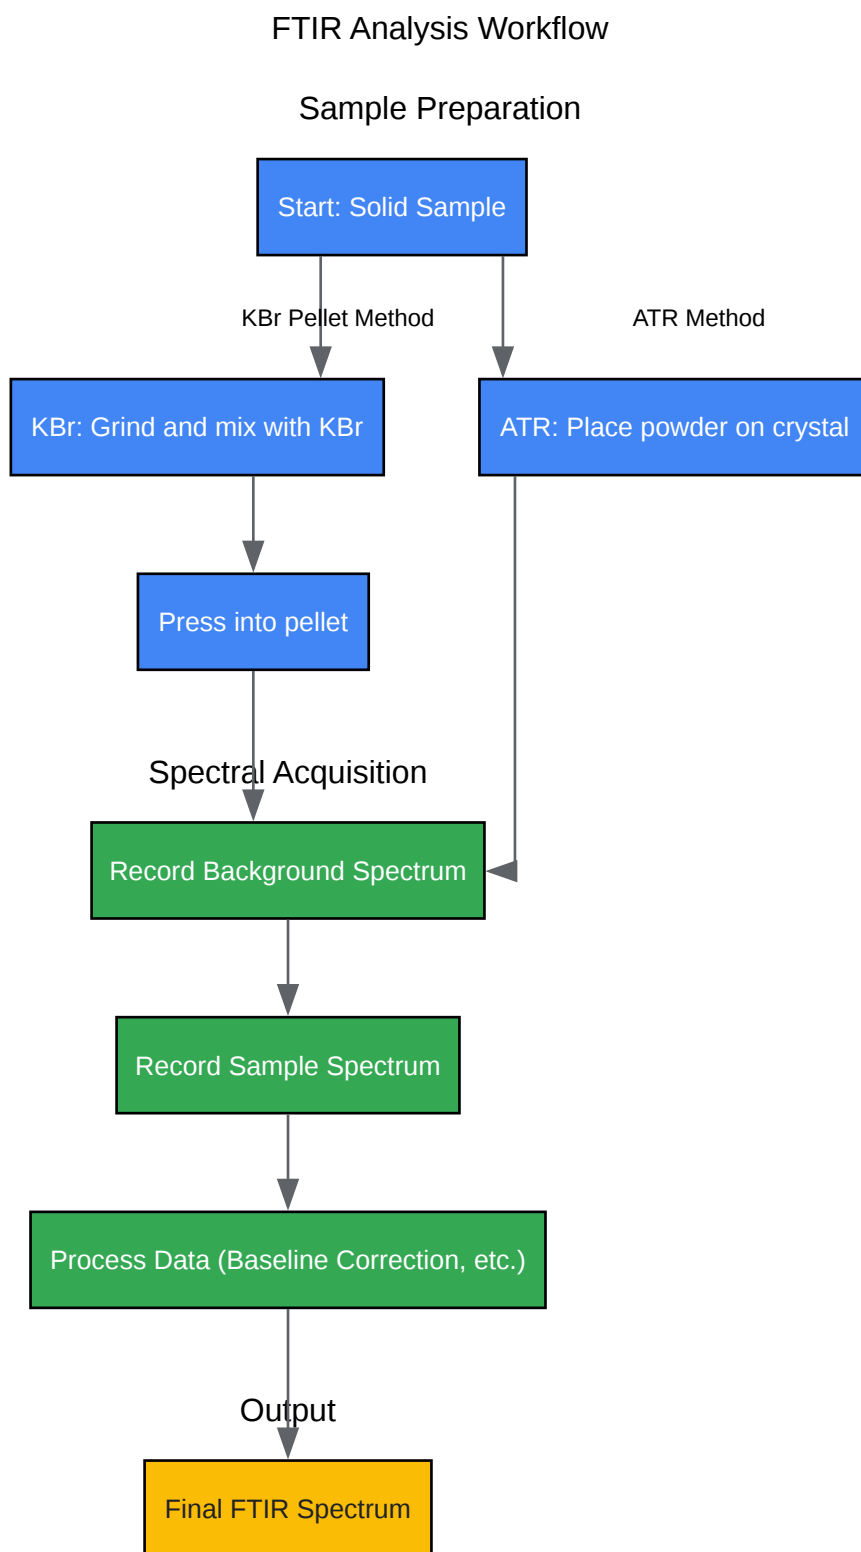 FTIR Analysis Workflow
Sample Preparation
Start: Solid Sample
KBr Pellet Method
ATR Method
KBr: Grind and mix with KBr
ATR: Place powder on crystal
Press into pellet
Spectral Acquisition
Record Background Spectrum
Record Sample Spectrum
Process Data (Baseline Correction, etc.)
Output
Final FTIR Spectrum